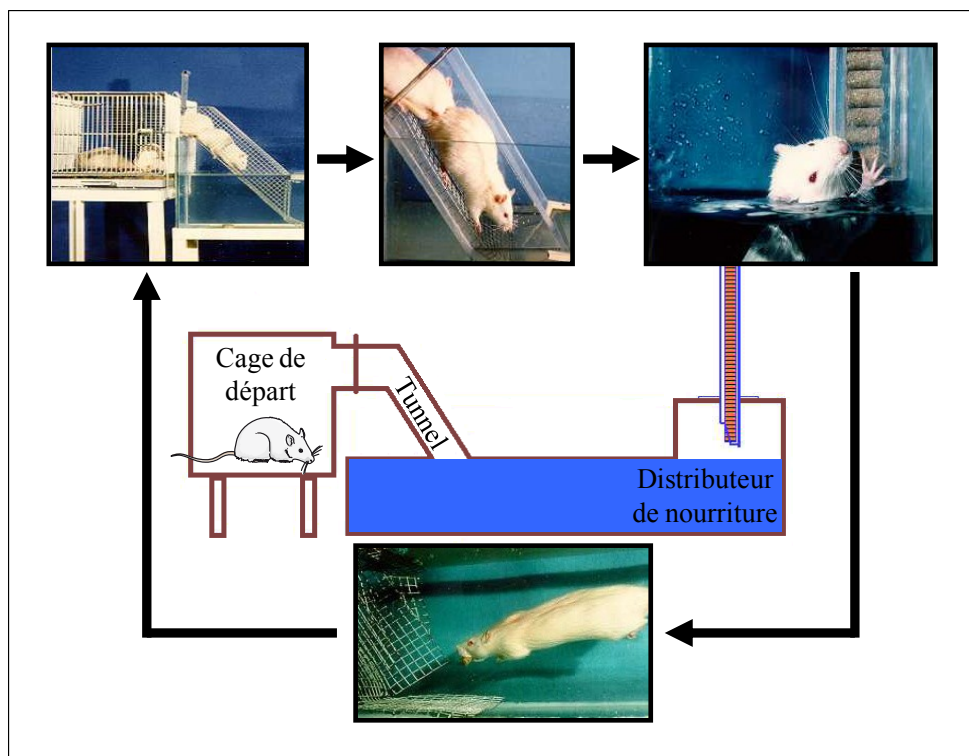 Cage de
départ
Tunnel
Distributeur
de nourriture